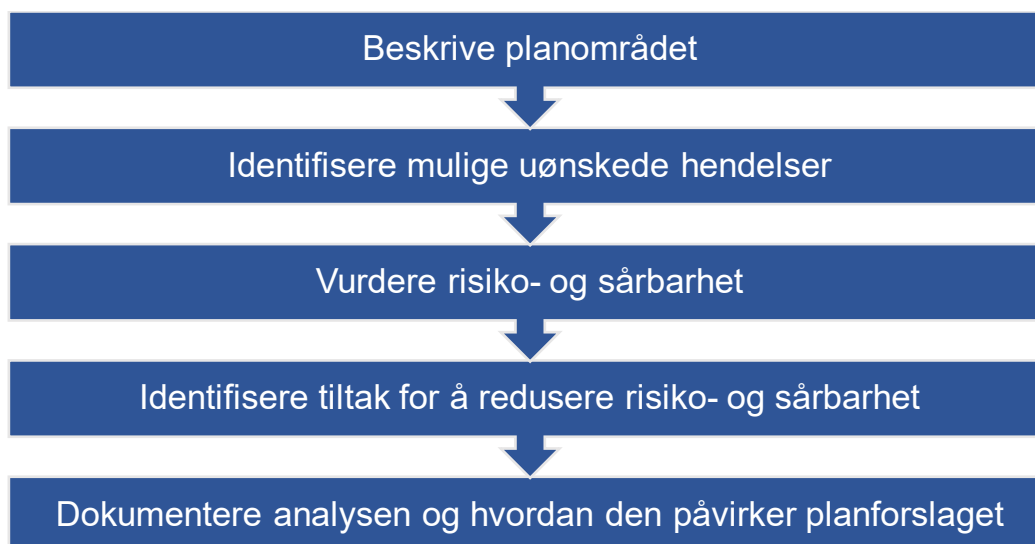 Beskrive planområdet
Identifisere mulige uønskede hendelser
Vurdere risiko- og sårbarhet
Identifisere tiltak for å redusere risiko- og sårbarhet
Dokumentere analysen og hvordan den påvirker planforslaget